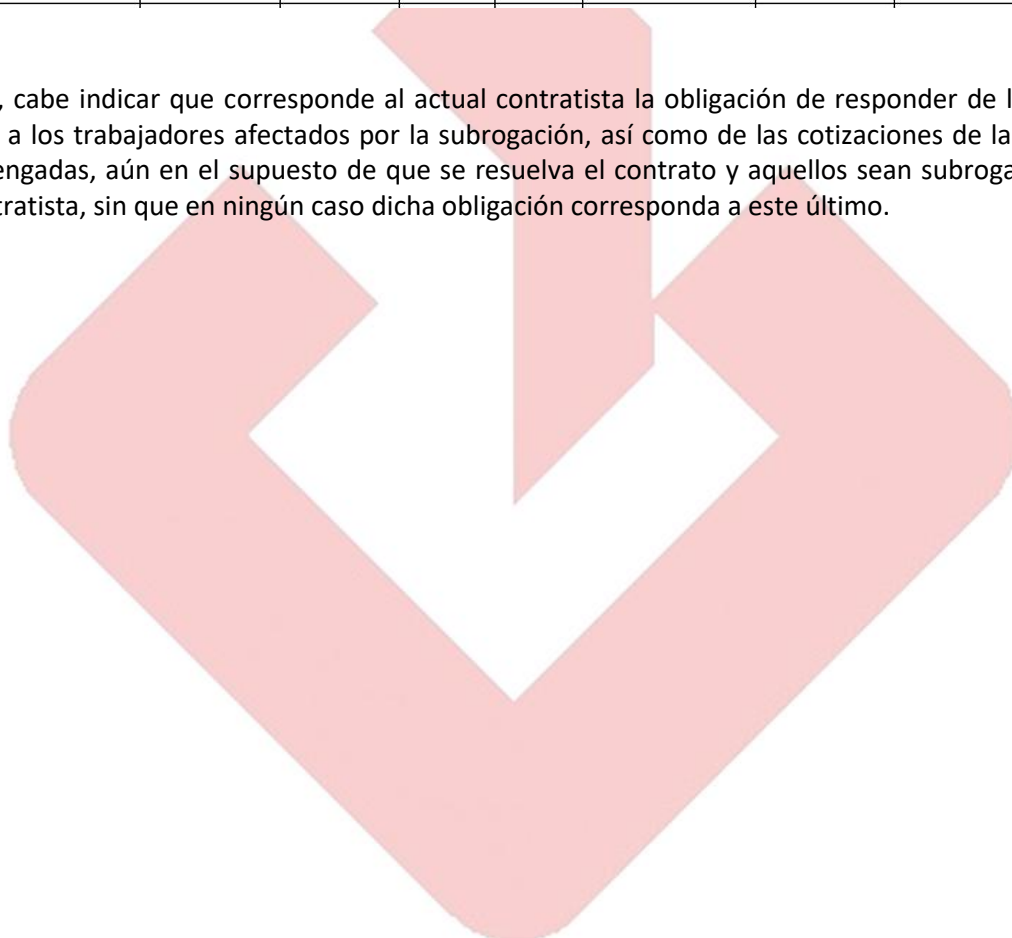 , cabe indicar que corresponde al actual contratista la obligación de responder de l
a los trabajadores afectados por la subrogación, así como de las cotizaciones de la
engadas, aún en el supuesto de que se resuelva el contrato y aquellos sean subroga
tratista, sin que en ningún caso dicha obligación corresponda a este último.